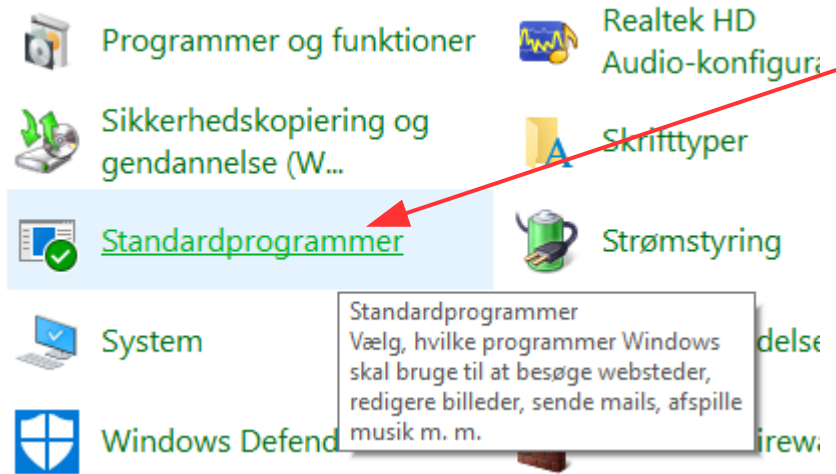 Programmer og funktioner
Realtek HD
Audio-konfigura
Sikkerhedskopiering og
gendannelse (W...
Skrifttyper
Standardprogrammer
Strømstyring
System
Standardprogrammer
Vælg, hvilke programmer Windows
skal bruge til at besøge websteder,
redigere billeder, sende mails, afspille
musik m. m.
delse
Windows Defend
irewa